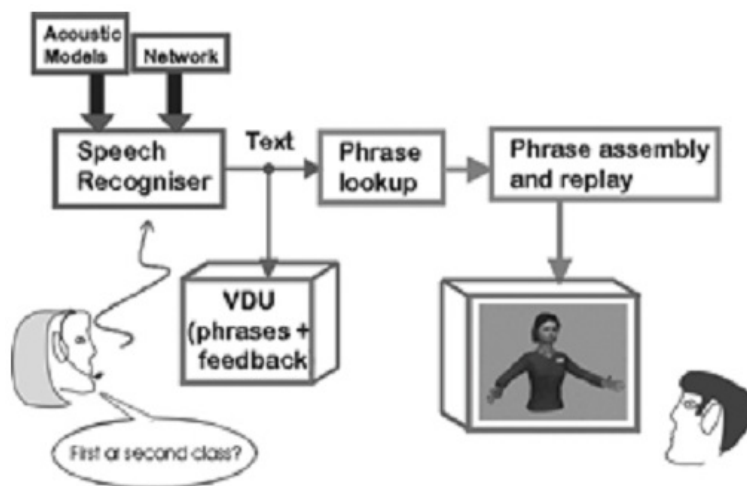 Acoustic
Models
Network
Speech
Recogniser
Text
Phrase
lookup
Phrase assembly
and replay
VDU
(phrases +
feedback
First or second class?